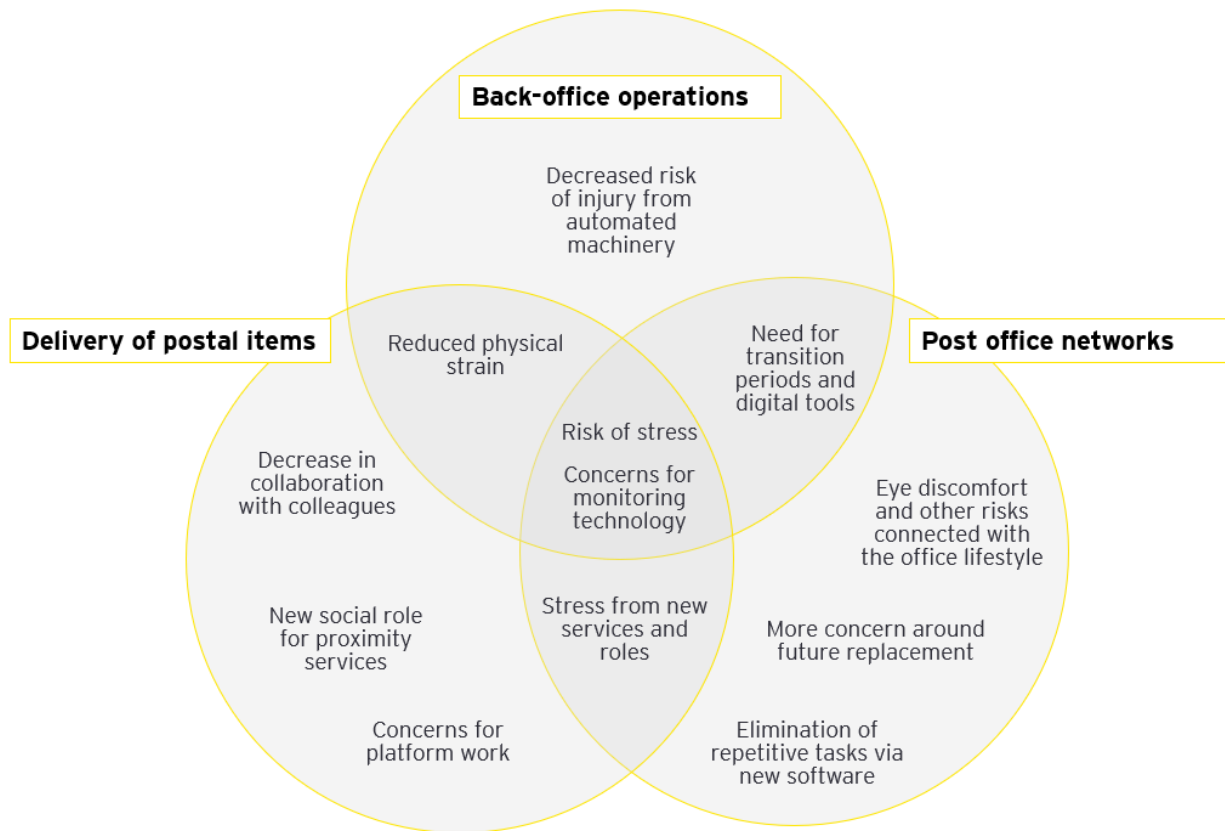 Back-office operations
Decreased risk
of injury from
automated
machinery
Delivery of postal items
Post office networks
Reduced physical
strain
Need for
transition
periods and
digital tools
Risk of stress
Concerns for
monitoring
technology
Decrease in
collaboration
with colleagues
Eye discomfort
and other risks
connected with
the office lifestyle
New social role
for proximity
services
Stress from new
services and
roles
More concern around
future replacement
Concerns for
platform work
Elimination of
repetitive tasks via
new software